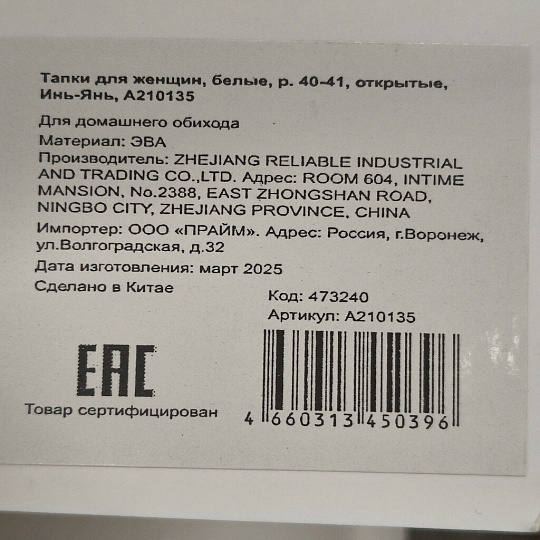 Тапки для женщин, белые, р. 40-41, открытые,
Инь-Янь, А210135
Для домашнего обихода
Материал: ЭВА
Производитель: ZHEJIANG RELIABLE INDUSTRIAL
AND TRADING CO.,LTD. Адрес: ROOM 604, INTIME
MANSION, No.2388, EAST ZHONGSHAN ROAD,
NINGBO CITY, ZHEJIANG PROVINCE, CHINA
Импортер: ООО «ПРАЙМ». Адрес: Россия, г.Воронеж,
ул.Волгоградская, д.32
Дата изготовления: март 2025
Сделано в Китае
Код: 473240
Артикул: А210135
EAC
Товар сертифицирован
4 660313 450396